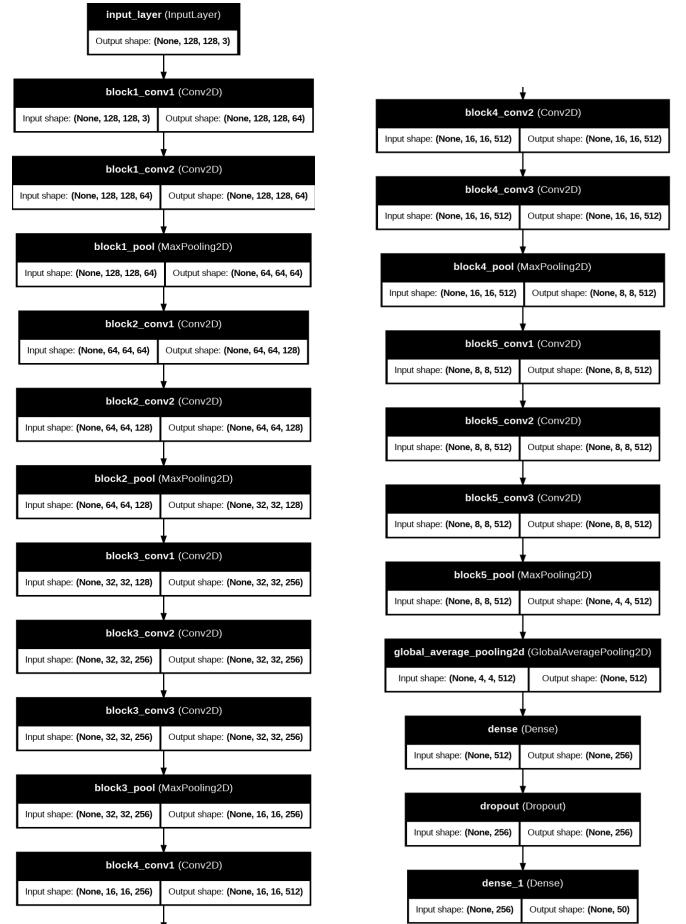 input_layer (InputLayer)
Output shape: (None, 128, 128, 3)
block1_conv1 (Conv2D)
Input shape: (None, 128, 128, 3) Output shape: (None, 128, 128, 64)
block1_conv2 (Conv2D)
Input shape: (None, 128, 128, 64) Output shape: (None, 128, 128, 64)
block1_pool (MaxPooling2D)
Input shape: (None, 128, 128, 64) Output shape: (None, 64, 64, 64)
block2_conv1 (Conv2D)
Input shape: (None, 64, 64, 64) Output shape: (None, 64, 64, 128)
block2_conv2 (Conv2D)
Input shape: (None, 64, 64, 128) Output shape: (None, 64, 64, 128)
block2_pool (MaxPooling2D)
Input shape: (None, 64, 64, 128) Output shape: (None, 32, 32, 128)
block3_conv1 (Conv2D)
Input shape: (None, 32, 32, 128) Output shape: (None, 32, 32, 256)
block3_conv2 (Conv2D)
Input shape: (None, 32, 32, 256) Output shape: (None, 32, 32, 256)
block3_conv3 (Conv2D)
Input shape: (None, 32, 32, 256) Output shape: (None, 32, 32, 256)
block3_pool (MaxPooling2D)
Input shape: (None, 32, 32, 256) Output shape: (None, 16, 16, 256)
block4_conv1 (Conv2D)
Input shape: (None, 16, 16, 256) Output shape: (None, 16, 16, 512)
block4_conv2 (Conv2D)
Input shape: (None, 16, 16, 512) Output shape: (None, 16, 16, 512)
block4_conv3 (Conv2D)
Input shape: (None, 16, 16, 512) Output shape: (None, 16, 16, 512)
block4_pool (MaxPooling2D)
Input shape: (None, 16, 16, 512) Output shape: (None, 8, 8, 512)
block5_conv1 (Conv2D)
Input shape: (None, 8, 8, 512) Output shape: (None, 8, 8, 512)
block5_conv2 (Conv2D)
Input shape: (None, 8, 8, 512) Output shape: (None, 8, 8, 512)
block5_conv3 (Conv2D)
Input shape: (None, 8, 8, 512) Output shape: (None, 8, 8, 512)
block5_pool (MaxPooling2D)
Input shape: (None, 8, 8, 512) Output shape: (None, 4, 4, 512)
global_average_pooling2d (GlobalAveragePooling2D)
Input shape: (None, 4, 4, 512) Output shape: (None, 512)
dense (Dense)
Input shape: (None, 512) Output shape: (None, 256)
dropout (Dropout)
Input shape: (None, 256) Output shape: (None, 256)
dense_1 (Dense)
Input shape: (None, 256) Output shape: (None, 50)